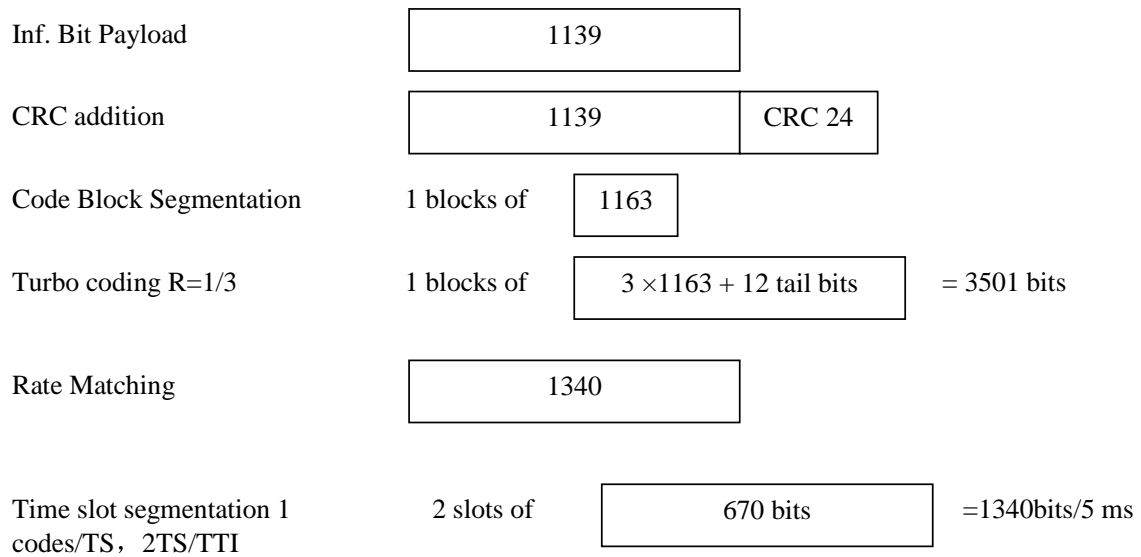 Inf. Bit Payload 1139
CRC addition 1139 CRC 24
Code Block Segmentation 1 blocks of 1163
Turbo coding R=1/3 1 blocks of 3 ×1163 + 12 tail bits = 3501 bits
Rate Matching 1340
Time slot segmentation 1 2 slots of 670 bits =1340bits/5 ms
codes/TS，2TS/TTI